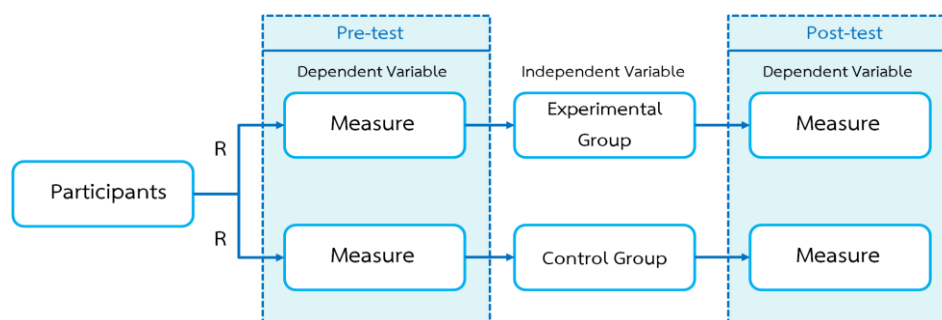 Pre-test
Post-test
Dependent Variable
Independent Variable
Dependent Variable
Measure
Experimental
Group
Measure
R
Participants
R
Measure
Control Group
Measure